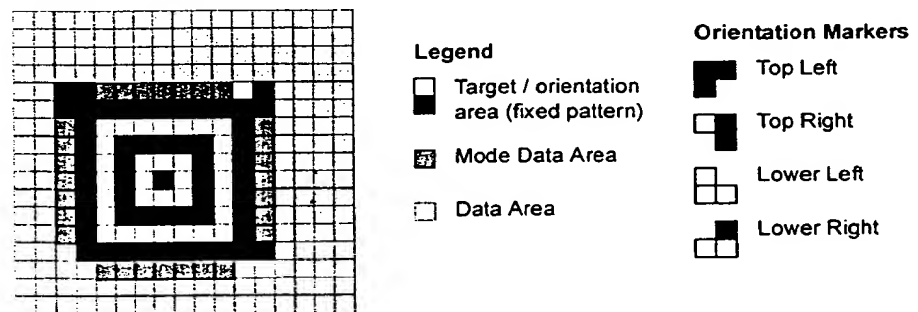 Legend
Target / orientation
area (fixed pattern)
Mode Data Area
Data Area
Orientation Markers
Top Left
Top Right
Lower Left
Lower Right